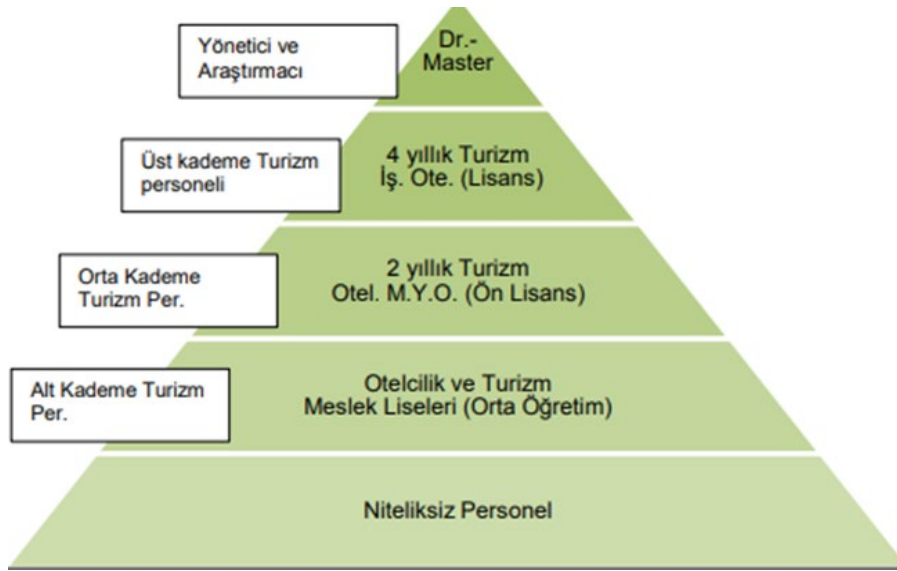 Yönetici ve
Araştırmacı
Dr.-
Master
Üst kademe Turizm
personeli
4 yıllık Turizm
İş. Ote. (Lisans)
Orta Kademe
Turizm Per.
2 yıllık Turizm
Otel. M.Y.O. (Ön Lisans)
Alt Kademe Turizm
Per.
Otelcilik ve Turizm
Meslek Liseleri (Orta Öğretim)
Niteliksiz Personel